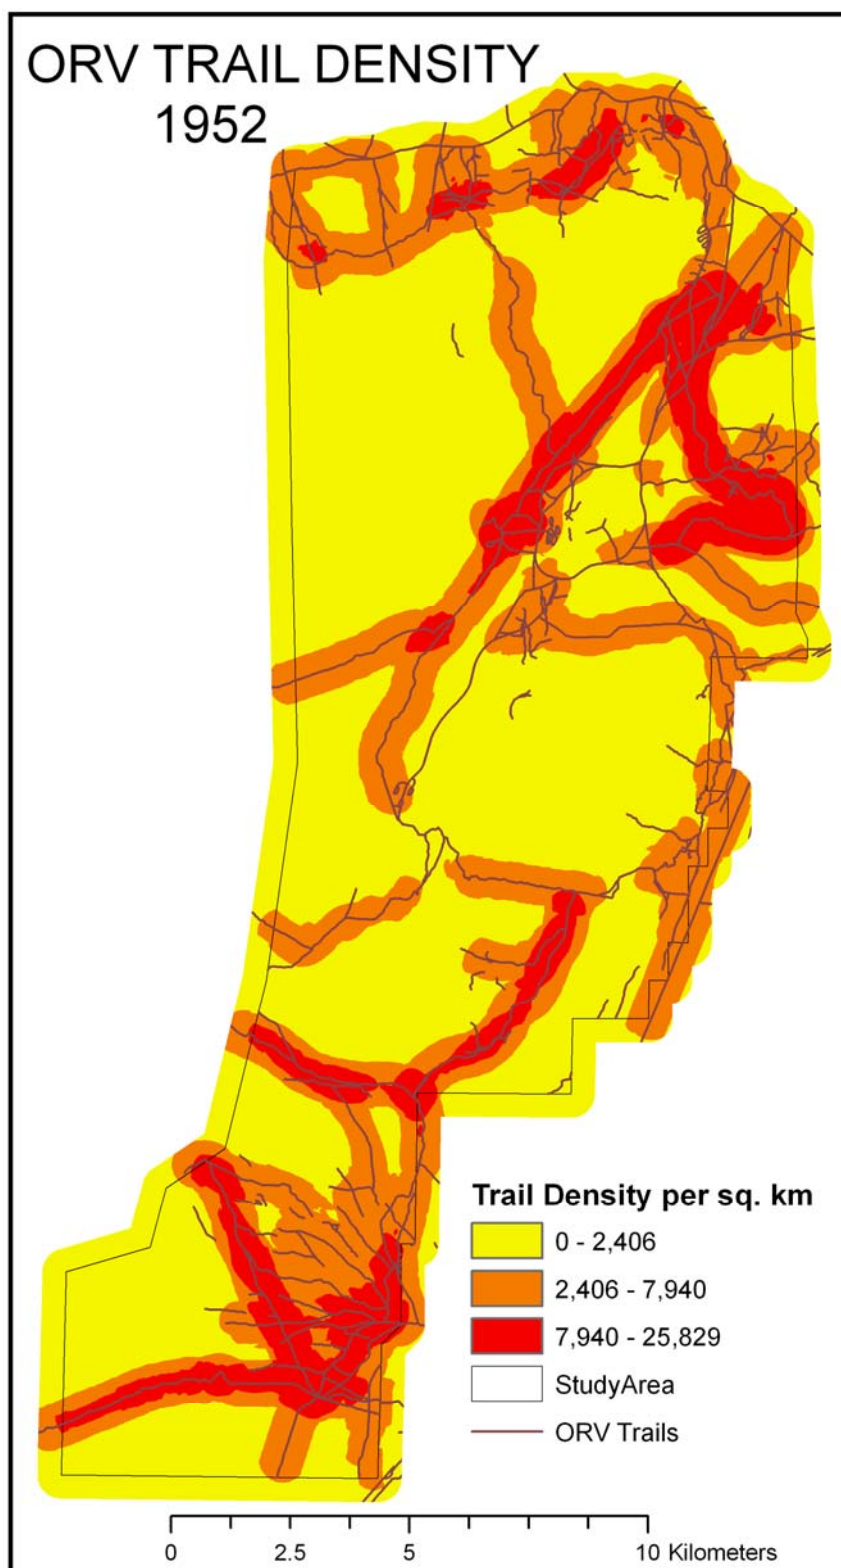 ORV TRAIL DENSITY
1952
Trail Density per sq. km
0 - 2,406
2,406 - 7,940
7,940 - 25,829
StudyArea
ORV Trails
0 2.5 5 10 Kilometers